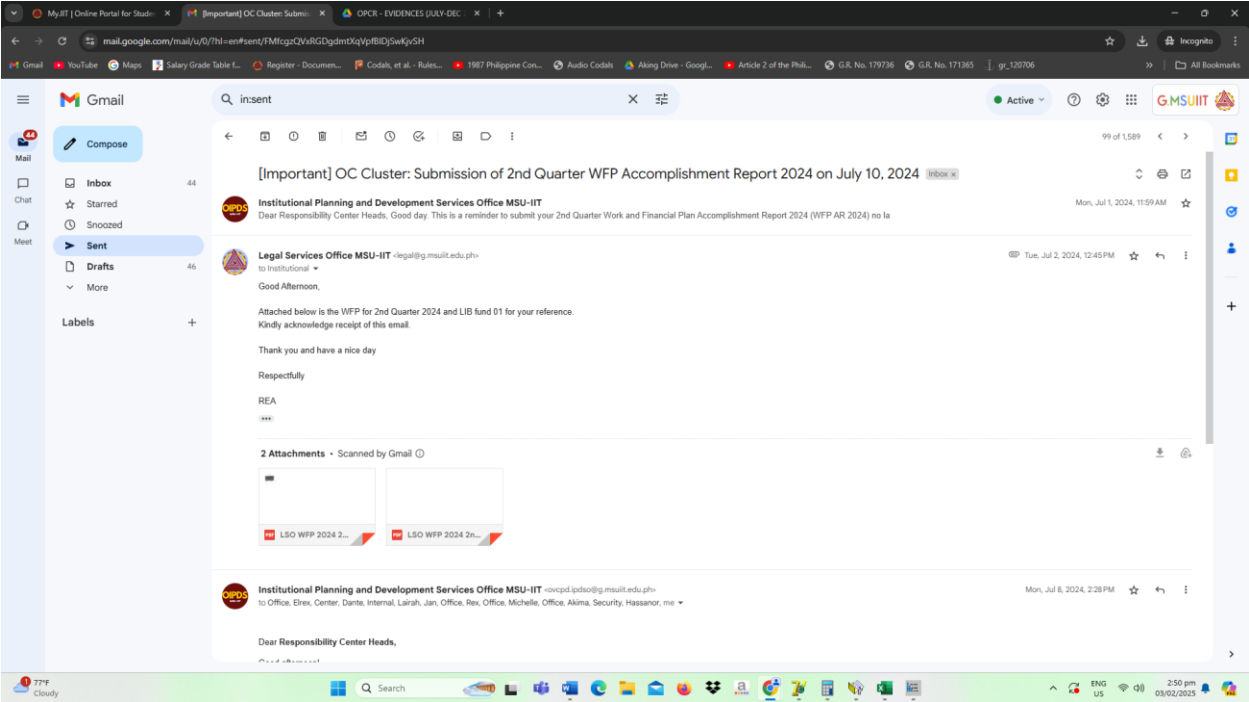 MyJIT | Online Portal for Stude
[Important] OC Cluster: Submis
OPCR - EVIDENCES (JULY-DEC
mail.google.com/mail/u/0/?hl=en#sent/FMfcgzQVxRGDgdmtXqVpfBlDjSwKjvSH
Incognito
Gmail YouTube Maps Salary Grade Table f... Register - Documen... Codals, et al. - Rules... 1987 Philippine Con... Audio Codals Aking Drive - Googl... Article 2 of the Phili... G.R. No. 179736 G.R. No. 171365 gr_120706 » All Bookmarks
Gmail
in:sent
Active
G.MSUIIT
44
Mail
Chat
Meet
Compose
Inbox 44
Starred
Snoozed
Sent
Drafts 46
More
Labels
99 of 1,589
[Important] OC Cluster: Submission of 2nd Quarter WFP Accomplishment Report 2024 on July 10, 2024 Inbox x
OIPDS
Institutional Planning and Development Services Office MSU-IIT
Mon, Jul 1, 2024, 11:59 AM
Dear Responsibility Center Heads, Good day. This is a reminder to submit your 2nd Quarter Work and Financial Plan Accomplishment Report 2024 (WFP AR 2024) no la
Legal Services Office MSU-IIT <legal@g.msuiit.edu.ph>
Tue, Jul 2, 2024, 12:45 PM
to Institutional
Good Afternoon,
Attached below is the WFP for 2nd Quarter 2024 and LIB fund 01 for your reference.
Kindly acknowledge receipt of this email.
Thank you and have a nice day
Respectfully
REA
2 Attachments • Scanned by Gmail
PDF LSO WFP 2024 2...
PDF LSO WFP 2024 2n...
OIPDS
Institutional Planning and Development Services Office MSU-IIT <ovcpd.ipdso@g.msuiit.edu.ph>
Mon, Jul 8, 2024, 2:28 PM
to Office, Elrex, Center, Dante, Internal, Lairah, Jan, Office, Rex, Office, Michelle, Office, Akima, Security, Hassanor, me
Dear Responsibility Center Heads,
1
77°F
Cloudy
Search
ENG
US
2:50 pm
03/02/2025